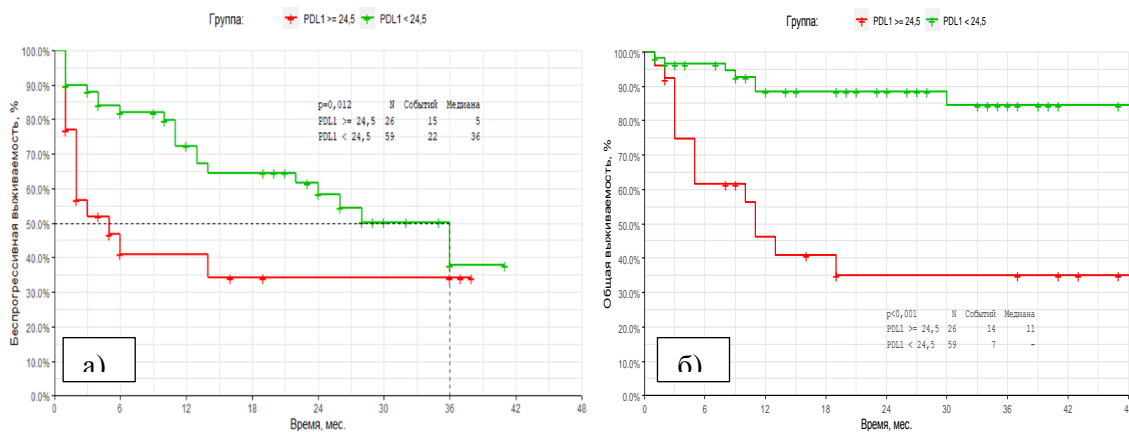 Группа: PDL1 >= 24,5 PDL1 < 24,5
Беспрогрессивная выживаемость, %
100.0%
90.0%
80.0%
70.0%
60.0%
50.0%
40.0%
30.0%
20.0%
10.0%
0.0%
p=0,012 N Событий Медиана
PDL1 >= 24,5 26 15 5
PDL1 < 24,5 59 22 36
а)
0 6 12 18 24 30 36 42 48
Время, мес.
Группа: PDL1 >= 24,5 PDL1 < 24,5
Общая выживаемость, %
100.0%
90.0%
80.0%
70.0%
60.0%
50.0%
40.0%
30.0%
20.0%
10.0%
0.0%
p<0,001 N Событий Медиана
PDL1 >= 24,5 26 14 11
PDL1 < 24,5 59 7 -
б)
0 6 12 18 24 30 36 42
Время, мес.